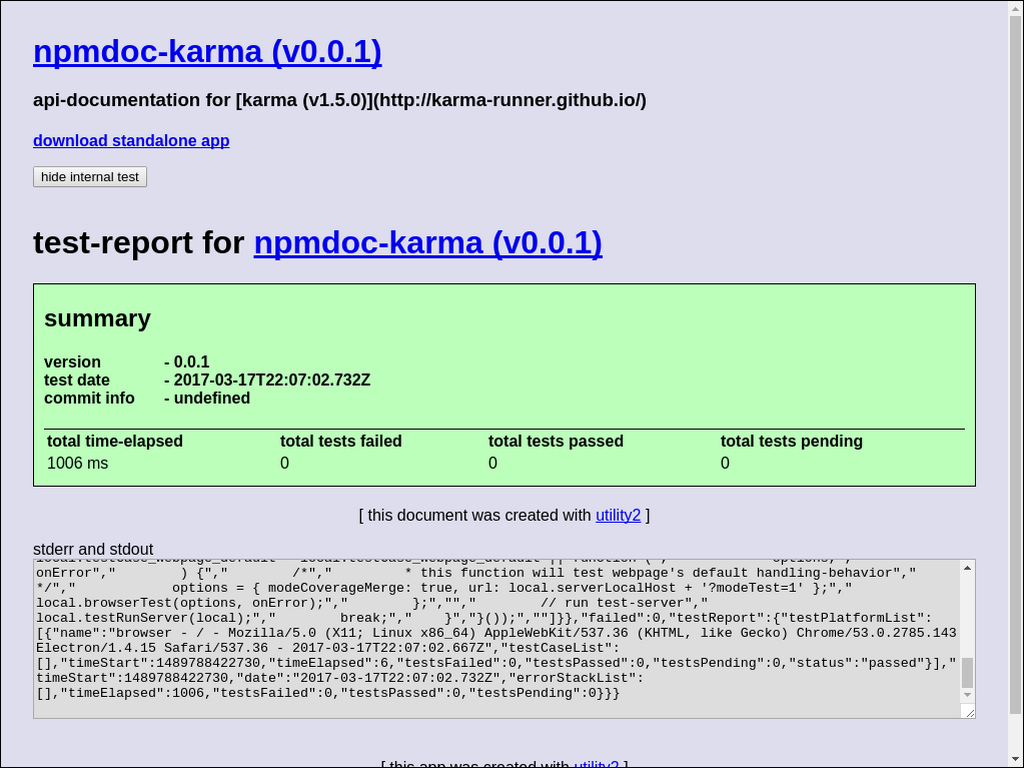 npmdoc-karma (v0.0.1)
api-documentation for [karma (v1.5.0)](http://karma-runner.github.io/)
download standalone app
hide internal test
test-report for npmdoc-karma (v0.0.1)
summary
version - 0.0.1
test date - 2017-03-17T22:07:02.732Z
commit info - undefined
total time-elapsed total tests failed total tests passed total tests pending
1006 ms 0 0 0
[ this document was created with utility2 ]
stderr and stdout
onError","        ) {","        /*","         * this function will test webpage's default handling-behavior","
*/","            options = { modeCoverageMerge: true, url: local.serverLocalHost + '?modeTest=1' };","
local.browserTest(options, onError);","        };","","        // run test-server","
local.testRunServer(local);","        break;","    }","}());",""]}},"failed":0,"testReport":{"testPlatformList":
[{"name":"browser - / - Mozilla/5.0 (X11; Linux x86_64) AppleWebKit/537.36 (KHTML, like Gecko) Chrome/53.0.2785.143
Electron/1.4.15 Safari/537.36 - 2017-03-17T22:07:02.667Z","testCaseList":
[],"timeStart":1489788422730,"timeElapsed":6,"testsFailed":0,"testsPassed":0,"testsPending":0,"status":"passed"}],"
timeStart":1489788422730,"date":"2017-03-17T22:07:02.732Z","errorStackList":
[],"timeElapsed":1006,"testsFailed":0,"testsPassed":0,"testsPending":0}}}
[ this app was created with utility2 ]